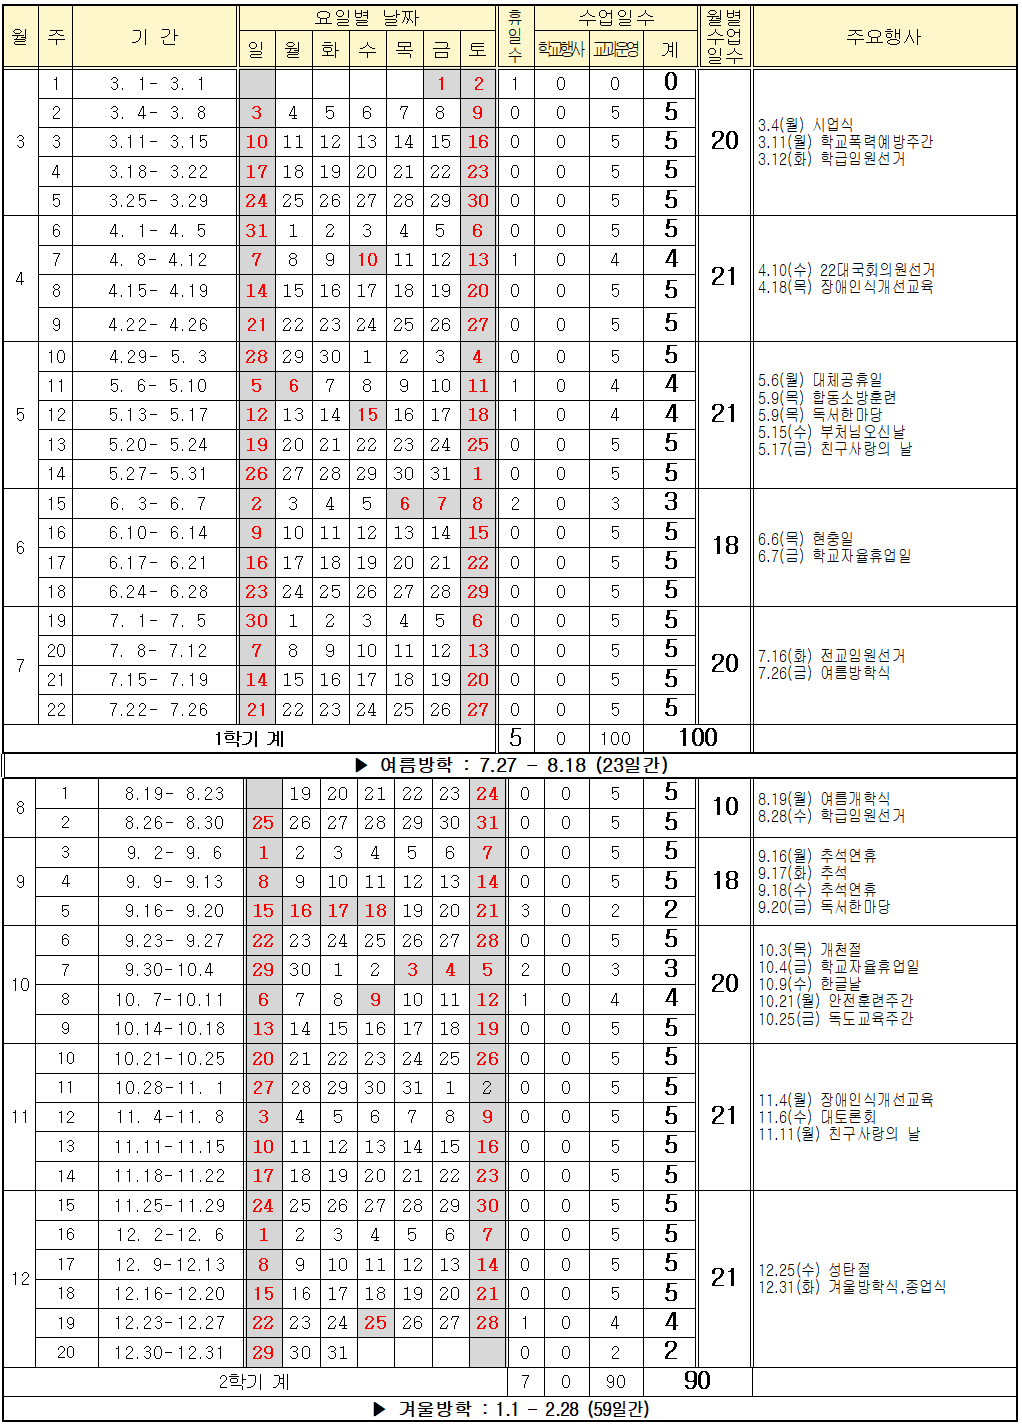 월 주 기 간 요일별 날짜 휴일수 수업일수 월별수업일수 주요행사
일 월 화 수 목 금 토 학교행사 교과운영 계
3 1 3. 1- 3. 1 1 2 1 0 0 0 20
2 3. 4- 3. 8 3 4 5 6 7 8 9 0 0 5 5 3.4(월) 시업식
3 3.11- 3.15 10 11 12 13 14 15 16 0 0 5 5 3.11(월) 학교폭력예방주간
4 3.18- 3.22 17 18 19 20 21 22 23 0 0 5 5 3.12(화) 학급임원선거
5 3.25- 3.29 24 25 26 27 28 29 30 0 0 5 5
4 6 4. 1- 4. 5 31 1 2 3 4 5 6 0 0 5 5 21
7 4. 8- 4.12 7 8 9 10 11 12 13 1 0 4 4 4.10(수) 22대국회의원선거
8 4.15- 4.19 14 15 16 17 18 19 20 0 0 5 5 4.18(목) 장애인식개선교육
9 4.22- 4.26 21 22 23 24 25 26 27 0 0 5 5
5 10 4.29- 5. 3 28 29 30 1 2 3 4 0 0 5 5 21
11 5. 6- 5.10 5 6 7 8 9 10 11 1 0 4 4 5.6(월) 대체공휴일
5.9(목) 합동소방훈련
12 5.13- 5.17 12 13 14 15 16 17 18 1 0 4 4 5.9(목) 독서한마당
5.15(수) 부처님오신날
13 5.20- 5.24 19 20 21 22 23 24 25 0 0 5 5 5.17(금) 친구사랑의 날
14 5.27- 5.31 26 27 28 29 30 31 1 0 0 5 5
6 15 6. 3- 6. 7 2 3 4 5 6 7 8 2 0 3 3 18
16 6.10- 6.14 9 10 11 12 13 14 15 0 0 5 5 6.6(목) 현충일
17 6.17- 6.21 16 17 18 19 20 21 22 0 0 5 5 6.7(금) 학교자율휴업일
18 6.24- 6.28 23 24 25 26 27 28 29 0 0 5 5
7 19 7. 1- 7. 5 30 1 2 3 4 5 6 0 0 5 5 20
20 7. 8- 7.12 7 8 9 10 11 12 13 0 0 5 5 7.16(화) 전교임원선거
21 7.15- 7.19 14 15 16 17 18 19 20 0 0 5 5 7.26(금) 여름방학식
22 7.22- 7.26 21 22 23 24 25 26 27 0 0 5 5
1학기 계 5 0 100 100
▶ 여름방학 : 7.27 - 8.18 (23일간)
8 1 8.19- 8.23 19 20 21 22 23 24 0 0 5 5 10 8.19(월) 여름개학식
2 8.26- 8.30 25 26 27 28 29 30 31 0 0 5 5 8.28(수) 학급임원선거
9 3 9. 2- 9. 6 1 2 3 4 5 6 7 0 0 5 5 18 9.16(월) 추석연휴
4 9. 9- 9.13 8 9 10 11 12 13 14 0 0 5 5 9.17(화) 추석
9.18(수) 추석연휴
5 9.16- 9.20 15 16 17 18 19 20 21 3 0 2 2 9.20(금) 독서한마당
10 6 9.23- 9.27 22 23 24 25 26 27 28 0 0 5 5 20 10.3(목) 개천절
7 9.30-10.4 29 30 1 2 3 4 5 2 0 3 3 10.4(금) 학교자율휴업일
10.9(수) 한글날
8 10. 7-10.11 6 7 8 9 10 11 12 1 0 4 4 10.21(월) 안전훈련주간
9 10.14-10.18 13 14 15 16 17 18 19 0 0 5 5 10.25(금) 독도교육주간
11 10 10.21-10.25 20 21 22 23 24 25 26 0 0 5 5 21
11 10.28-11. 1 27 28 29 30 31 1 2 0 0 5 5 11.4(월) 장애인식개선교육
12 11. 4-11. 8 3 4 5 6 7 8 9 0 0 5 5 11.6(수) 대토론회
13 11.11-11.15 10 11 12 13 14 15 16 0 0 5 5 11.11(월) 친구사랑의 날
14 11.18-11.22 17 18 19 20 21 22 23 0 0 5 5
12 15 11.25-11.29 24 25 26 27 28 29 30 0 0 5 5 21
16 12. 2-12. 6 1 2 3 4 5 6 7 0 0 5 5
17 12. 9-12.13 8 9 10 11 12 13 14 0 0 5 5 12.25(수) 성탄절
18 12.16-12.20 15 16 17 18 19 20 21 0 0 5 5 12.31(화) 겨울방학식,종업식
19 12.23-12.27 22 23 24 25 26 27 28 1 0 4 4
20 12.30-12.31 29 30 31 0 0 2 2
2학기 계 7 0 90 90
▶ 겨울방학 : 1.1 - 2.28 (59일간)